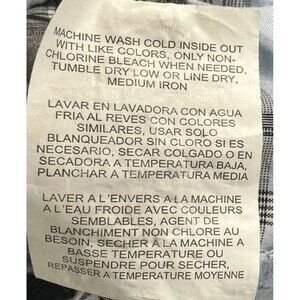 MACHINE WASH COLD INSIDE OUT
WITH LIKE COLORS, ONLY NON-
CHLORINE BLEACH WHEN NEEDED,
TUMBLE DRY LOW OR LINE DRY,
MEDIUM IRON
LAVAR EN LAVADORA CON AGUA
FRIA AL REVES CON COLORES
SIMILARES, USAR SOLO
BLANQUEADOR SIN CLORO SI ES
NECESARIO, SECAR COLGADO O EN
SECADORA A TEMPERATURA BAJA,
PLANCHAR A TEMPERATURA MEDIA
LAVER A L'ENVERS A LA MACHINE
A L'EAU FROIDE AVEC COULEURS
SEMBLABLES, AGENT DE
BLANCHIMENT NON CHLORE AU
BESOIN, SECHER A LA MACHINE A
BASSE TEMPERATURE OU
SUSPENDRE POUR SECHER,
REPASSER A TEMPERATURE MOYENNE